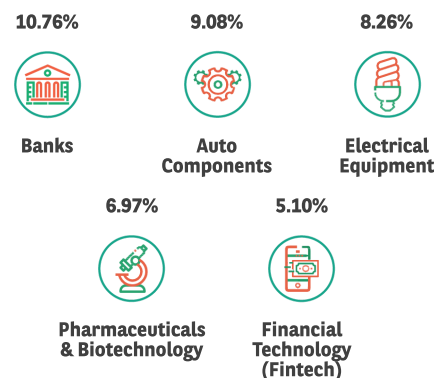 10.76%
9.08%
8.26%
Banks
Auto
Components
Electrical
Equipment
6.97%
5.10%
Pharmaceuticals
& Biotechnology
Financial
Technology
(Fintech)